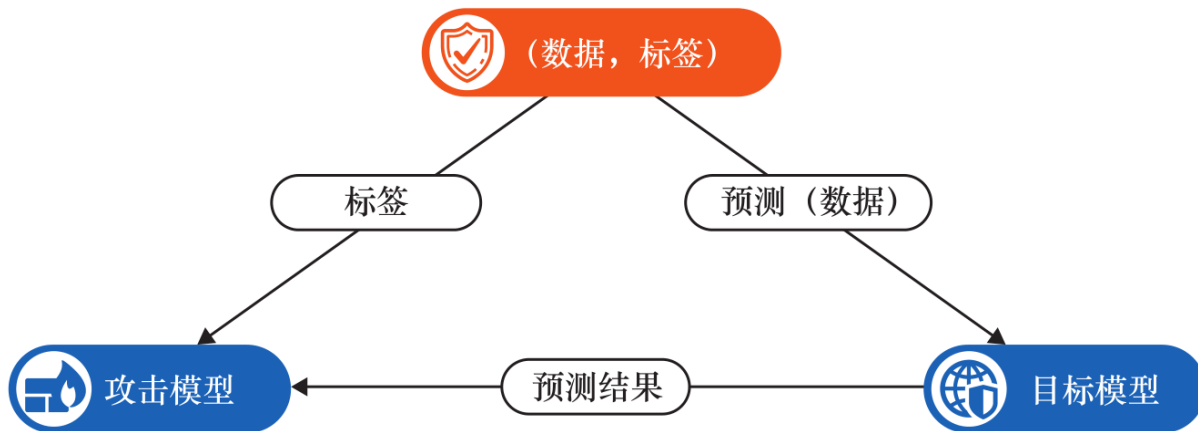 （数据，标签）
标签
预测（数据）
攻击模型
预测结果
目标模型